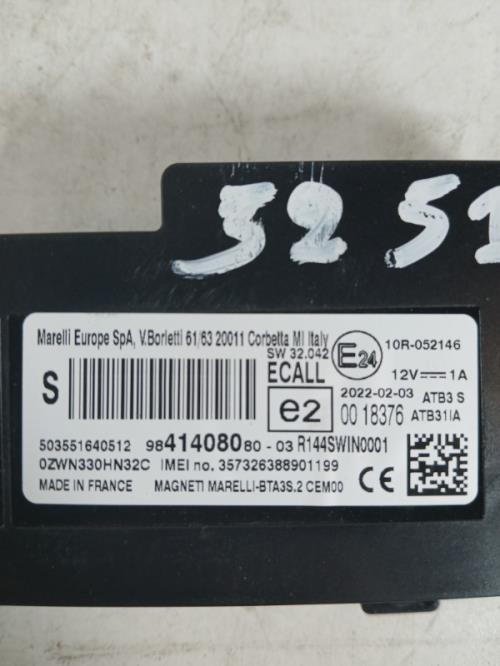 52 51
Marelli Europe SpA, V.Borletti 61/63 20011 Corbetta MI Italy
SW 32.042
E24
10R-052146
S
ECALL
12V 1A
e2
2022-02-03 ATB3 S
00 18376 ATB31IA
503551640512 9841408080 - 03 R144SWIN0001
0ZWN330HN32C IMEI no. 357326388901199
MADE IN FRANCE MAGNETI MARELLI-BTA3S.2 CEM00
CE